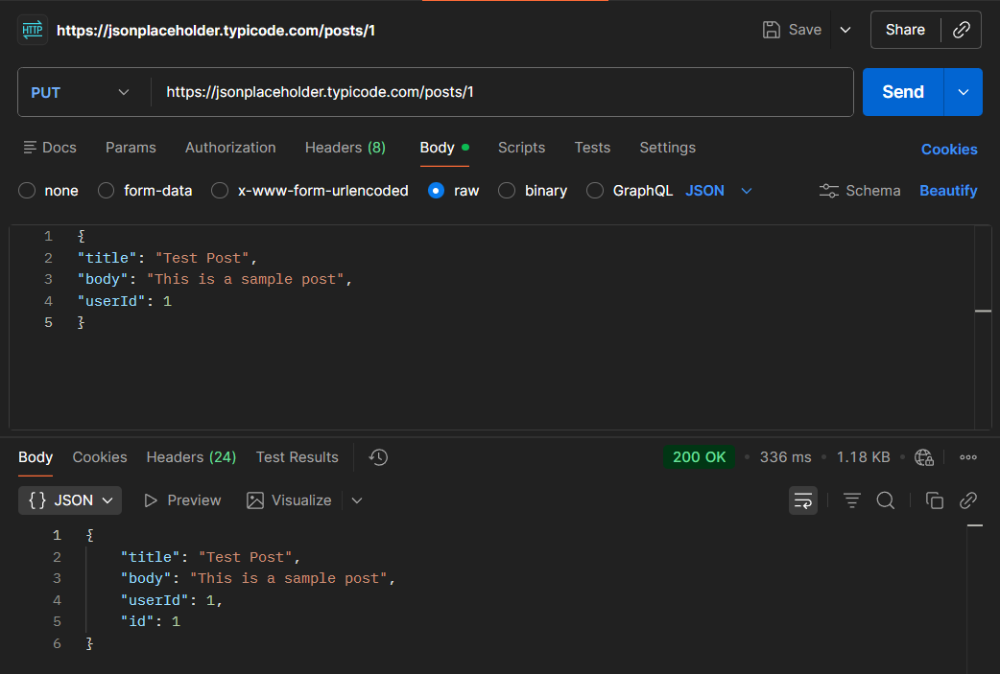 HTTP https://jsonplaceholder.typicode.com/posts/1 Save Share
PUT https://jsonplaceholder.typicode.com/posts/1 Send
Docs Params Authorization Headers (8) Body Scripts Tests Settings Cookies
none form-data x-www-form-urlencoded raw binary GraphQL JSON Schema Beautify
1 {
2 "title": "Test Post",
3 "body": "This is a sample post",
4 "userId": 1
5 }
Body Cookies Headers (24) Test Results 200 OK • 336 ms • 1.18 KB •
{} JSON Preview Visualize
1 {
2 "title": "Test Post",
3 "body": "This is a sample post",
4 "userId": 1,
5 "id": 1
6 }